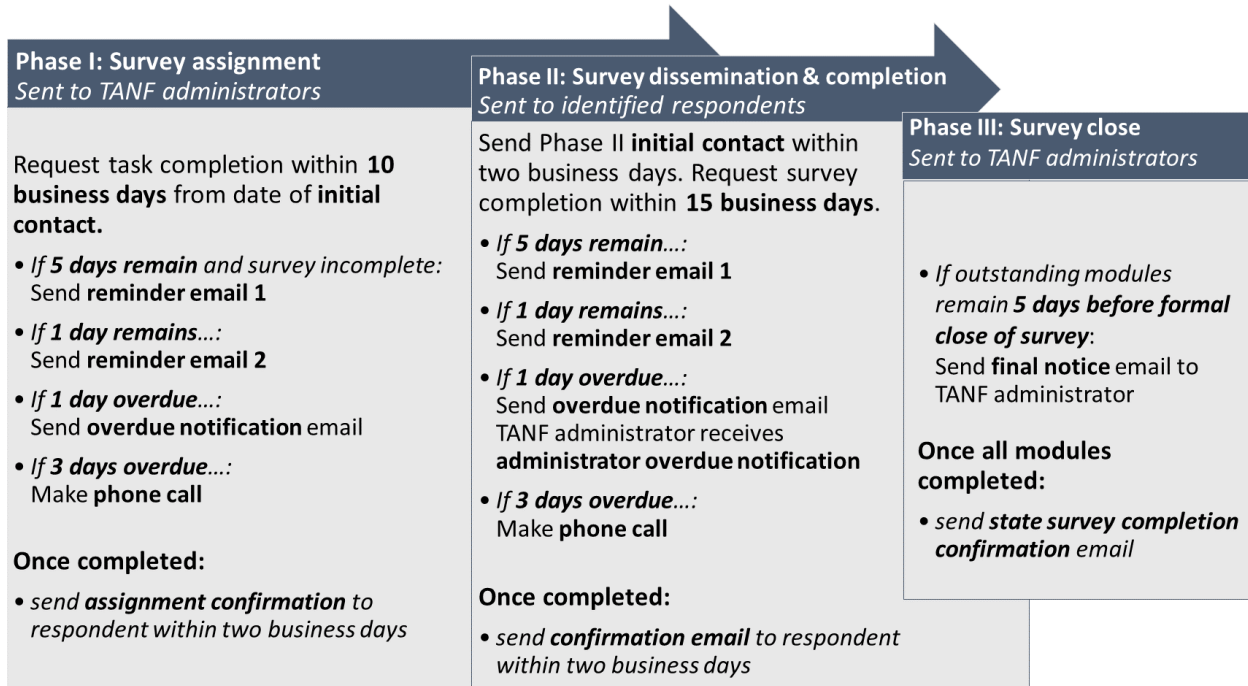 Phase I: Survey assignment
Sent to TANF administrators
Request task completion within 10
business days from date of initial
contact.
• If 5 days remain and survey incomplete:
Send reminder email 1
• If 1 day remains...:
Send reminder email 2
• If 1 day overdue...:
Send overdue notification email
• If 3 days overdue...:
Make phone call
Once completed:
• send assignment confirmation to
respondent within two business days
Phase II: Survey dissemination & completion
Sent to identified respondents
Send Phase II initial contact within
two business days. Request survey
completion within 15 business days.
• If 5 days remain...:
Send reminder email 1
• If 1 day remains...:
Send reminder email 2
• If 1 day overdue...:
Send overdue notification email
TANF administrator receives
administrator overdue notification
• If 3 days overdue...:
Make phone call
Once completed:
• send confirmation email to respondent
within two business days
Phase III: Survey close
Sent to TANF administrators
• If outstanding modules
remain 5 days before formal
close of survey:
Send final notice email to
TANF administrator
Once all modules
completed:
• send state survey completion
confirmation email